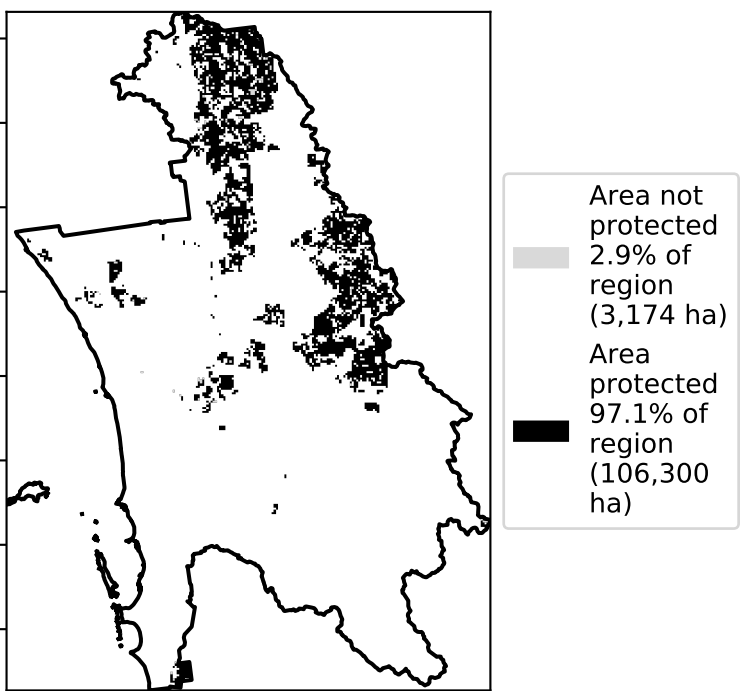 Area not
protected
2.9% of
region
(3,174 ha)
Area
protected
97.1% of
region
(106,300
ha)